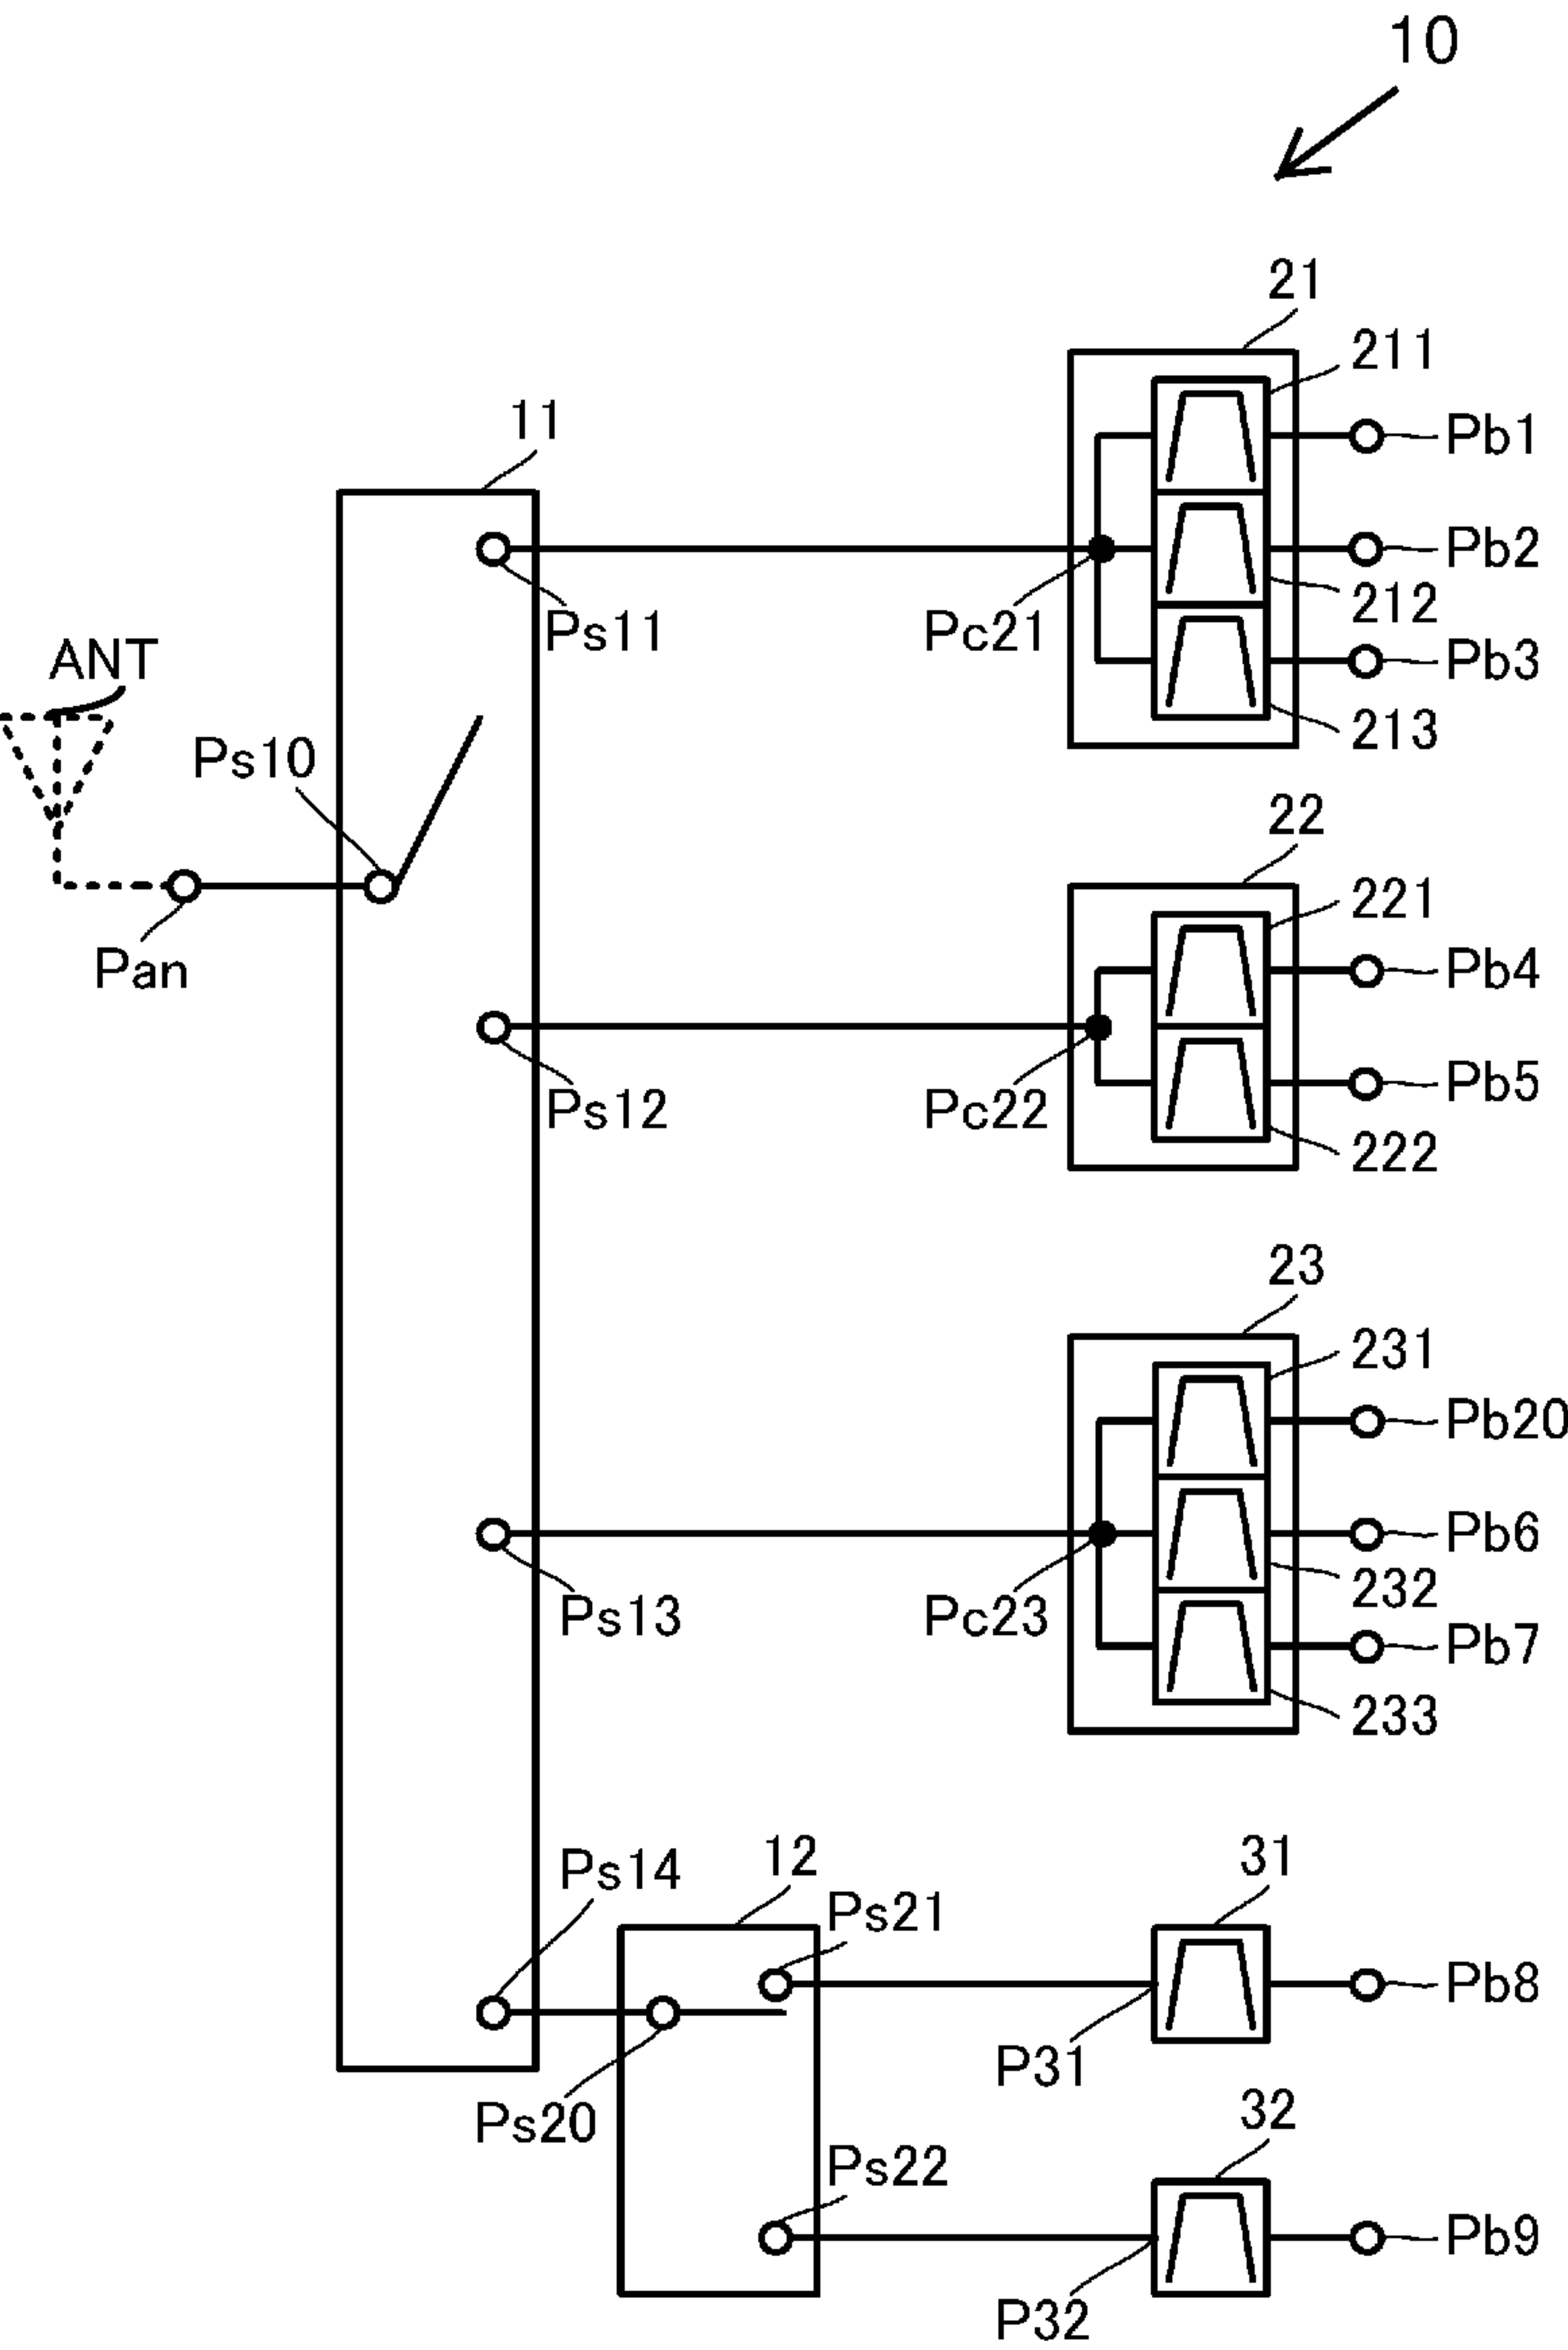 10
21
211
11
Pb1
Pb2
Ps11
Pc21
212
ANT
Pb3
Ps10
213
22
221
Pan
Pb4
Ps12
Pc22
Pb5
222
23
231
Pb20
Pb6
Ps13
Pc23
232
Pb7
233
Ps14
12
31
Ps21
Pb8
P31
Ps20
32
Ps22
Pb9
P32